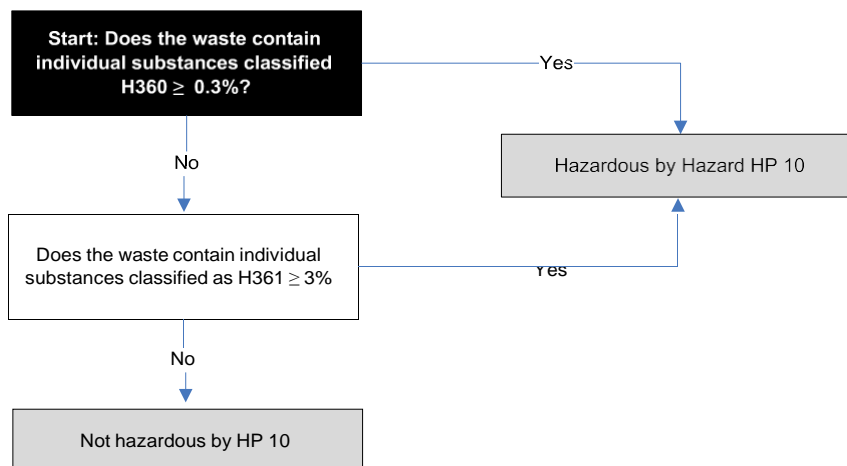 Start: Does the waste contain
individual substances classified
H360 ≥ 0.3%?
Yes
No
Hazardous by Hazard HP 10
Does the waste contain individual
substances classified as H361 ≥ 3%
Yes
No
Not hazardous by HP 10